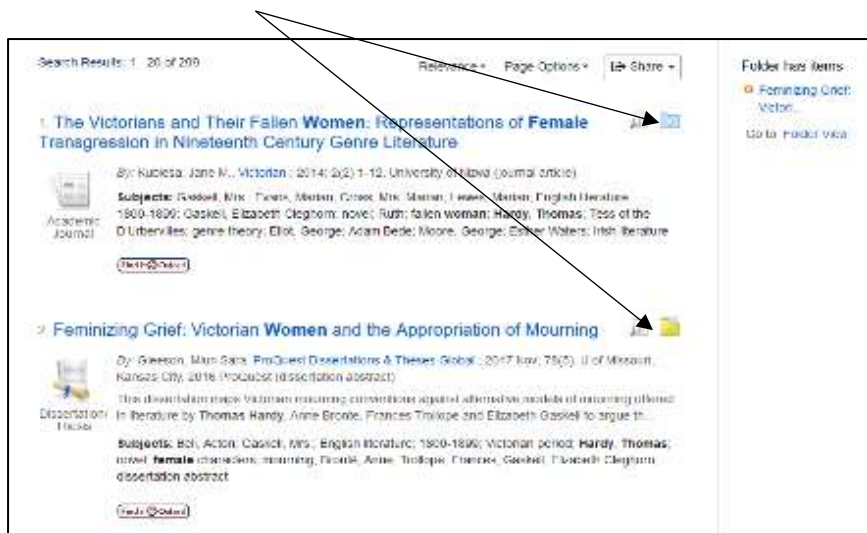 Search Results: 1 - 20 of 209
Relevance Page Options Share
Folder has items
Feminizing Grief: Victori...
Go to: Folder View
1. The Victorians and Their Fallen Women: Representations of Female
Transgression in Nineteenth Century Genre Literature
By: Kubiesa, Jane M., Victorian, 2014; 2(2) 1-12. University of Nizwa (journal article)
Subjects: Gaskell, Mrs.; Evans, Marian; Cross, Mrs. Marian; Lewes, Marian; English literature
1800-1899; Gaskell, Elizabeth Cleghorn; novel; Ruth; fallen woman; Hardy, Thomas; Tess of the
D'Urbervilles; genre theory; Eliot, George; Adam Bede; Moore, George; Esther Waters; Irish literature
Academic
Journal
2. Feminizing Grief: Victorian Women and the Appropriation of Mourning
By: Gleeson, Sara, ProQuest Dissertations & Theses Global, 2017 Nov; 78(5). U of Missouri,
Kansas City, 2016 ProQuest (dissertation abstract)
This dissertation maps Victorian mourning conventions against alternative models of mourning offered
in literature by Thomas Hardy, Anne Bronte, Frances Trollope and Elizabeth Gaskell to argue th...
Dissertation/
Thesis
Subjects: Bell, Acton; Gaskell, Mrs.; English literature; 1800-1899; Victorian period; Hardy, Thomas;
novel; female characters; mourning; Brontë, Anne; Trollope, Frances; Gaskell, Elizabeth Cleghorn;
dissertation abstract